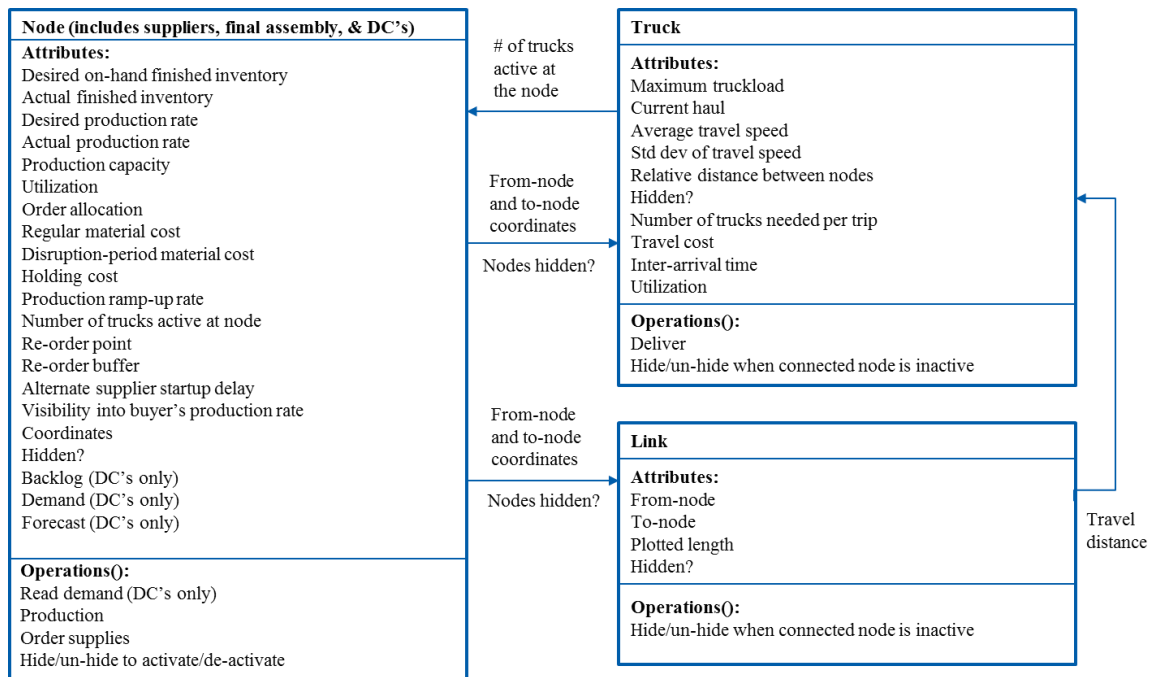 Node (includes suppliers, final assembly, & DC's)
Attributes:
Desired on-hand finished inventory
Actual finished inventory
Desired production rate
Actual production rate
Production capacity
Utilization
Order allocation
Regular material cost
Disruption-period material cost
Holding cost
Production ramp-up rate
Number of trucks active at node
Re-order point
Re-order buffer
Alternate supplier startup delay
Visibility into buyer's production rate
Coordinates
Hidden?
Backlog (DC's only)
Demand (DC's only)
Forecast (DC's only)
Operations():
Read demand (DC's only)
Production
Order supplies
Hide/un-hide to activate/de-activate
# of trucks
active at
the node
From-node
and to-node
coordinates
Nodes hidden?
From-node
and to-node
coordinates
Nodes hidden?
Truck
Attributes:
Maximum truckload
Current haul
Average travel speed
Std dev of travel speed
Relative distance between nodes
Hidden?
Number of trucks needed per trip
Travel cost
Inter-arrival time
Utilization
Operations():
Deliver
Hide/un-hide when connected node is inactive
Link
Attributes:
From-node
To-node
Plotted length
Hidden?
Operations():
Hide/un-hide when connected node is inactive
Travel
distance